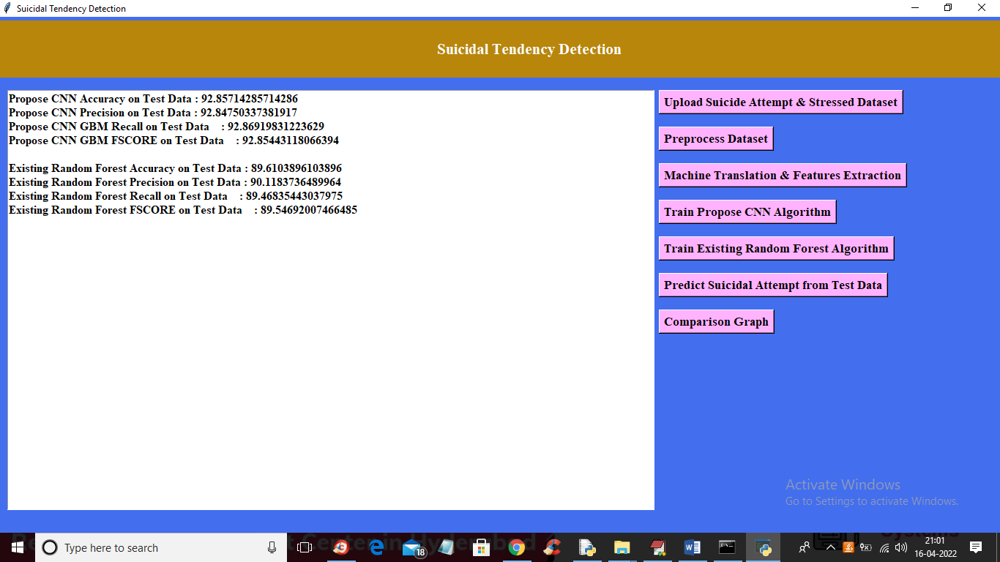 Suicidal Tendency Detection
Suicidal Tendency Detection
Propose CNN Accuracy on Test Data : 92.85714285714286
Propose CNN Precision on Test Data : 92.84750337381917
Propose CNN GBM Recall on Test Data : 92.86919831223629
Propose CNN GBM FSCORE on Test Data : 92.85443118066394
Existing Random Forest Accuracy on Test Data : 89.6103896103896
Existing Random Forest Precision on Test Data : 90.1183736489964
Existing Random Forest Recall on Test Data : 89.46835443037975
Existing Random Forest FSCORE on Test Data : 89.54692007466485
Upload Suicide Attempt & Stressed Dataset
Preprocess Dataset
Machine Translation & Features Extraction
Train Propose CNN Algorithm
Train Existing Random Forest Algorithm
Predict Suicidal Attempt from Test Data
Comparison Graph
Activate Windows
Go to Settings to activate Windows.
Type here to search
18
21:01
16-04-2022